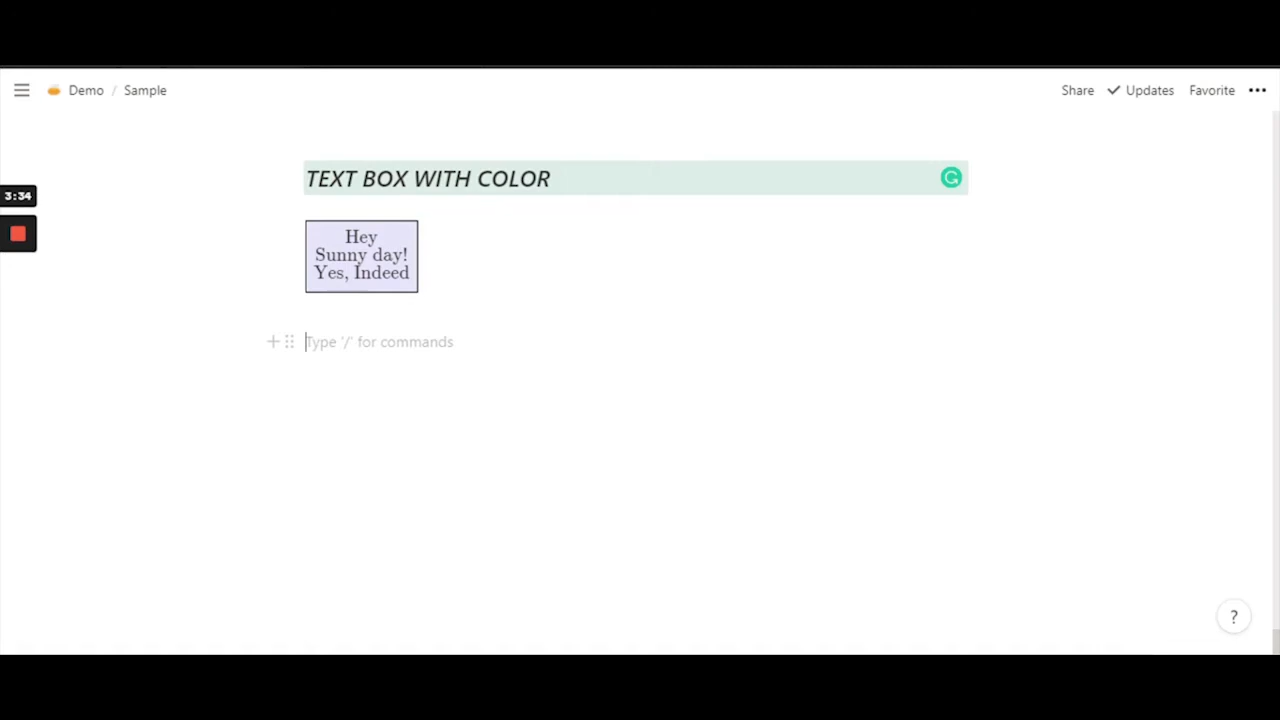 Demo / Sample
Share
Updates
Favorite
3:34
TEXT BOX WITH COLOR
Hey
Sunny day!
Yes, Indeed
Type '/' for commands
?